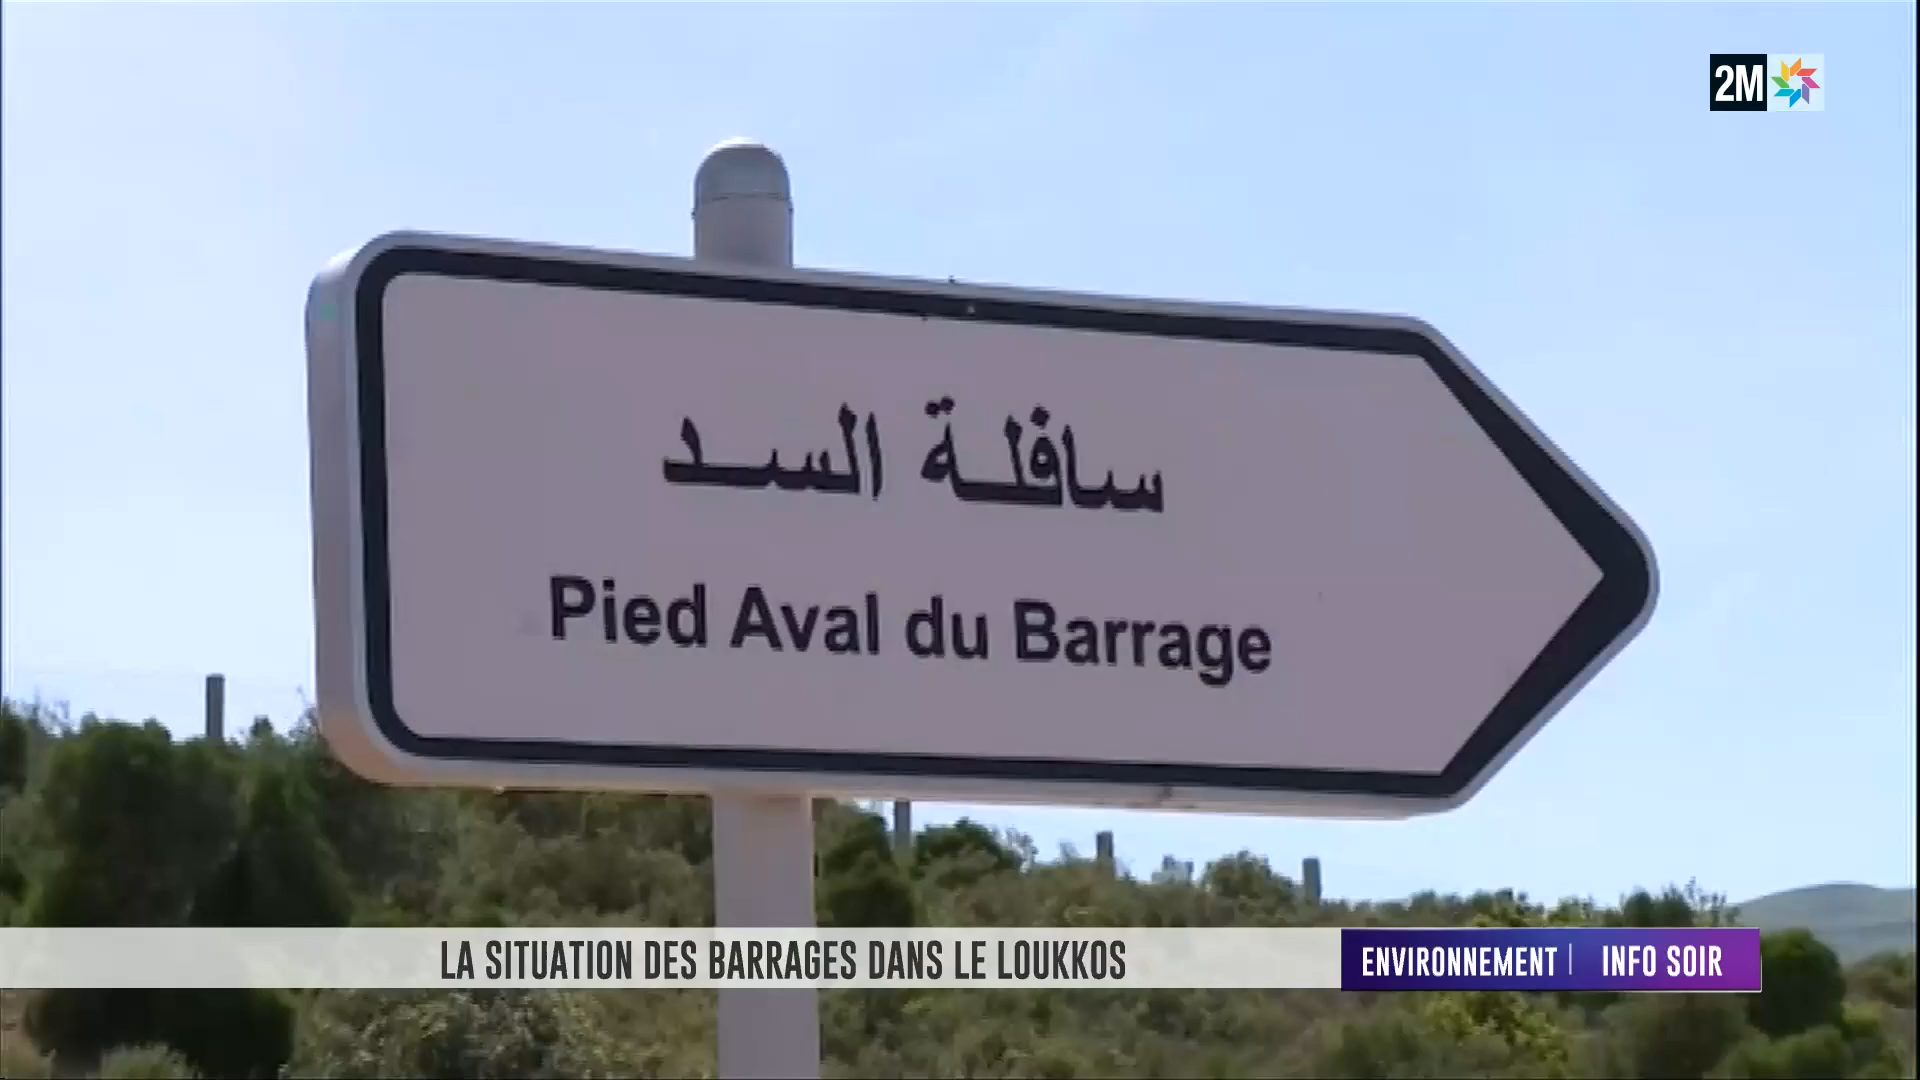 2M
سافلة السد
Pied Aval du Barrage
LA SITUATION DES BARRAGES DANS LE LOUKKOS
ENVIRONNEMENT | INFO SOIR